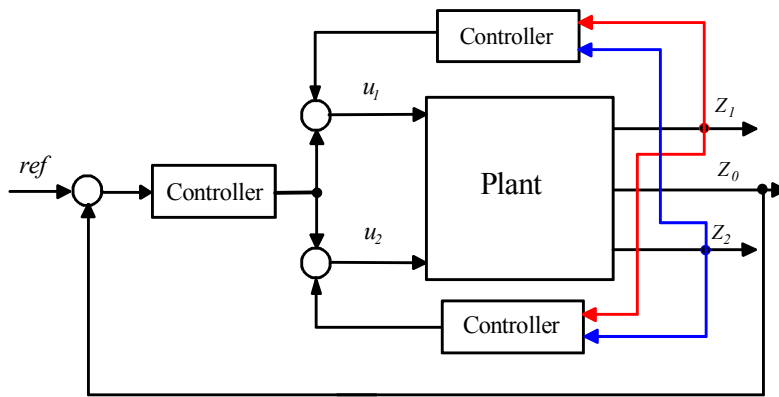 Controller
u1
Z1
ref
Controller
Plant
Z0
u2
Z2
Controller